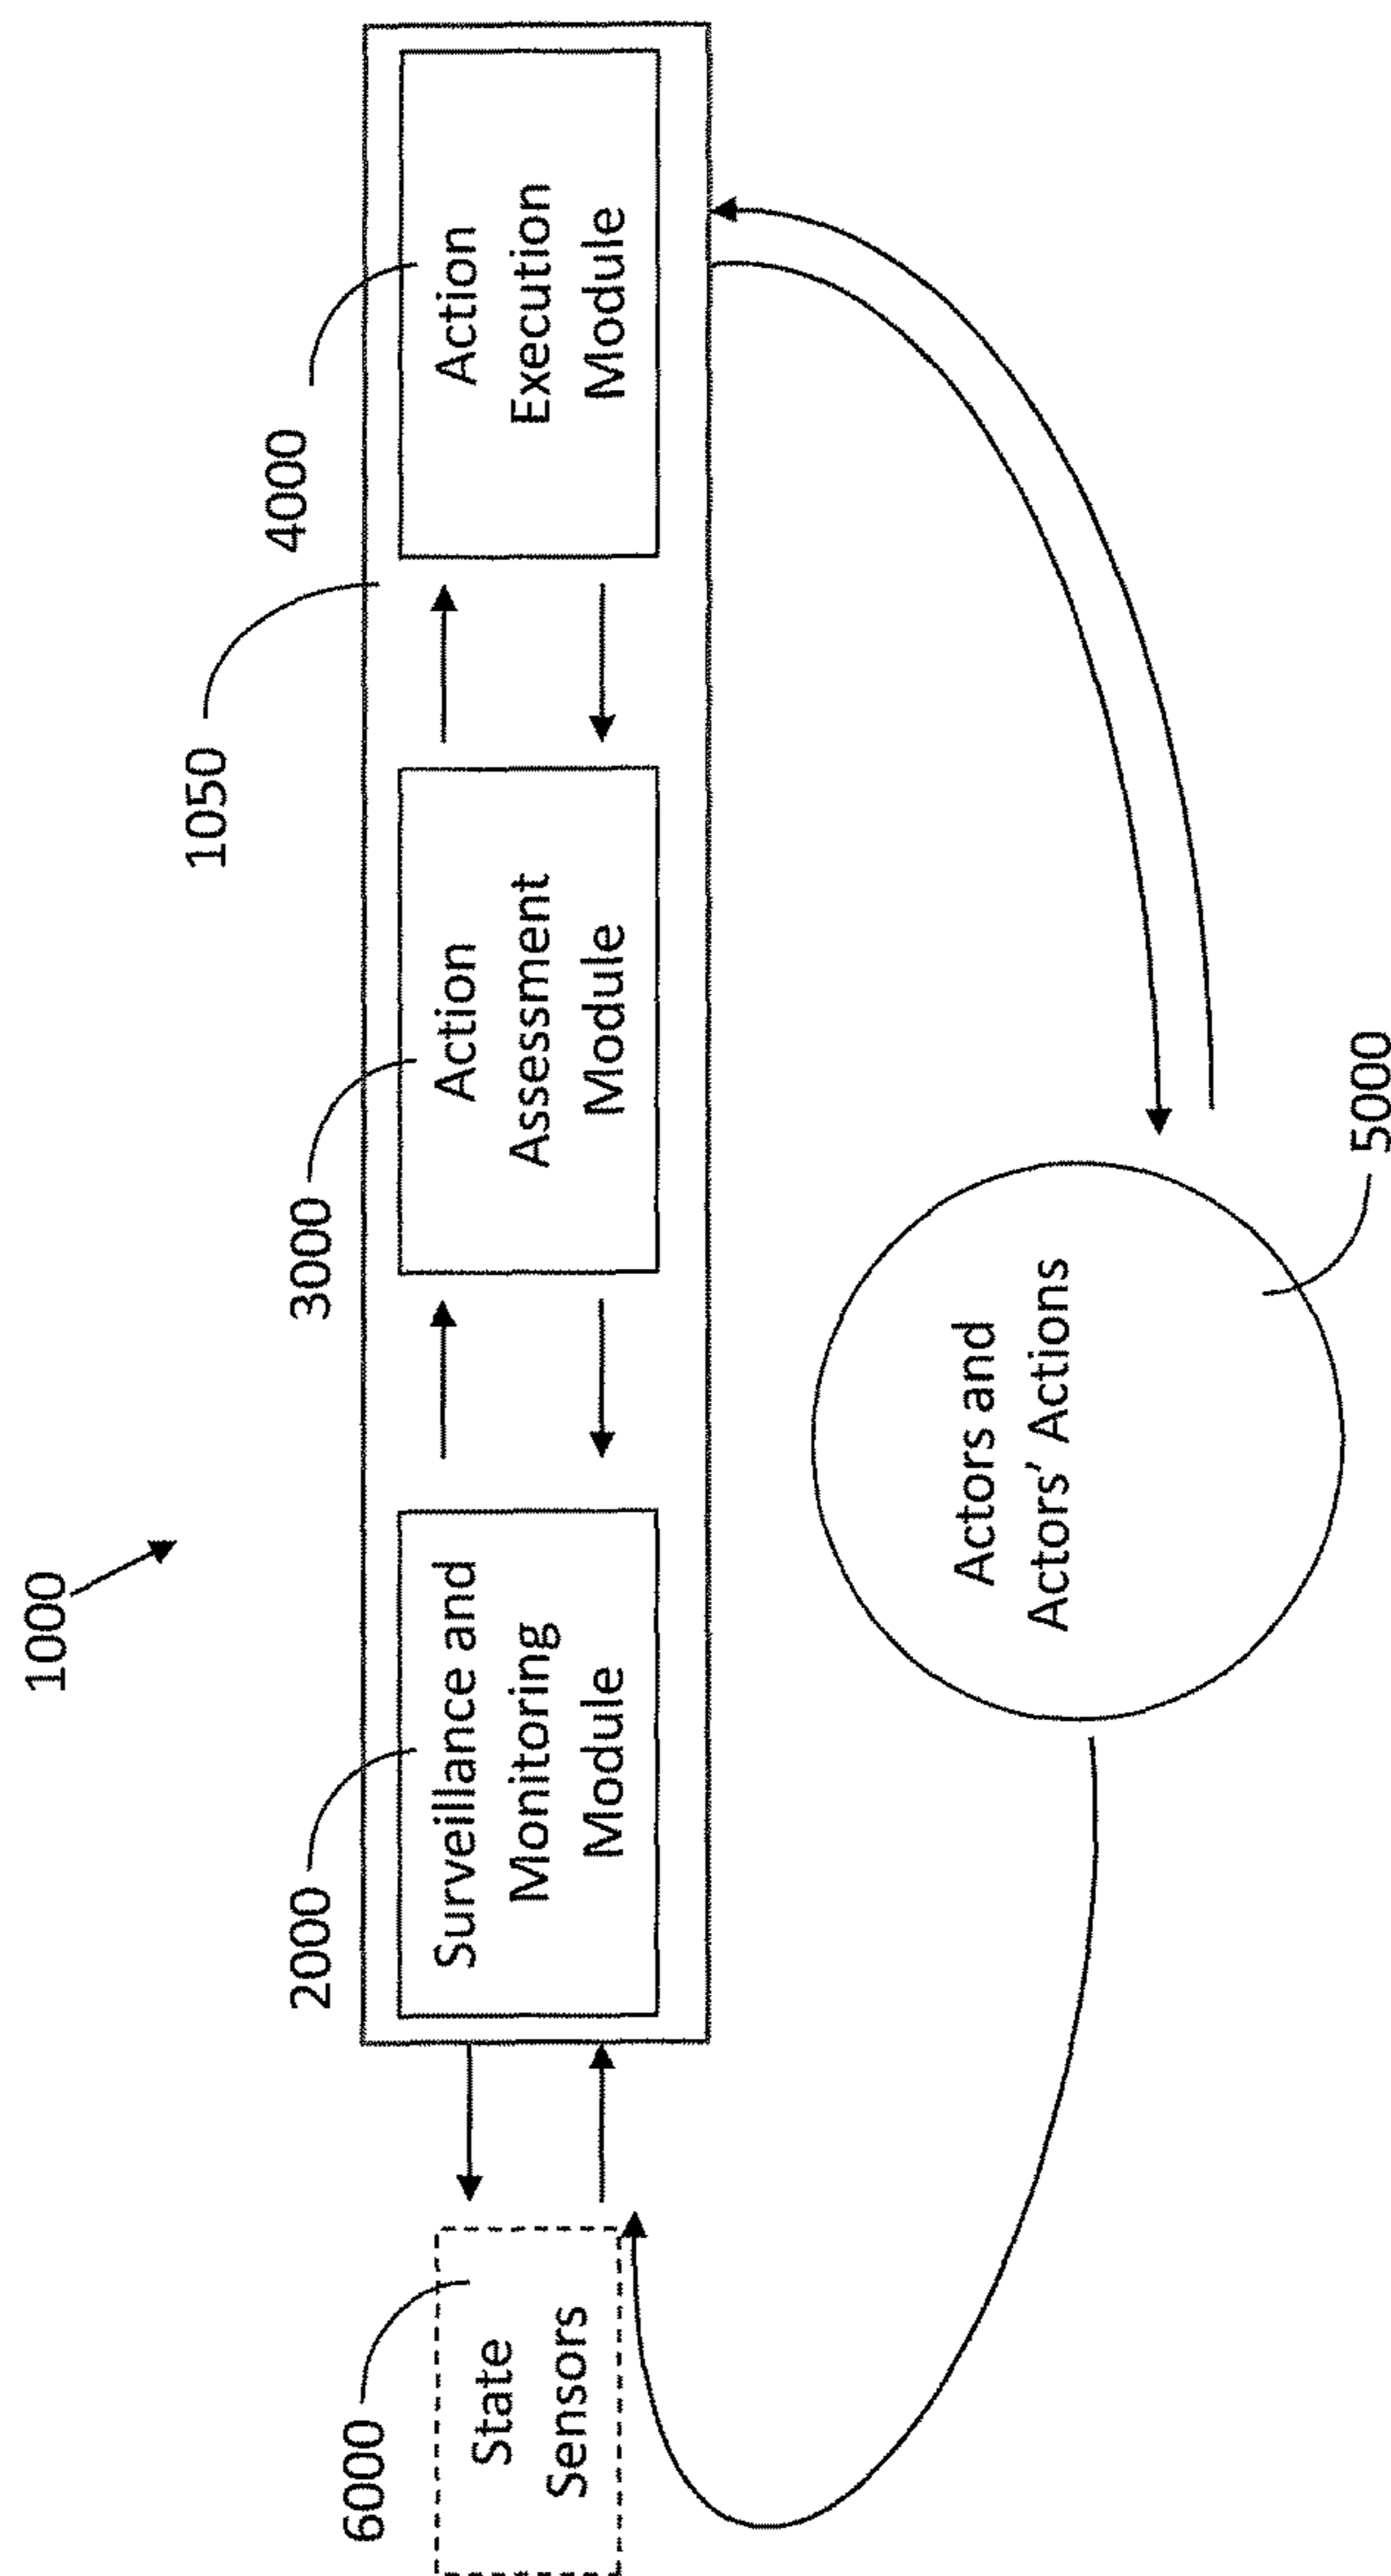 1000
1050
6000
2000
3000
4000
State
Sensors
Surveillance and
Monitoring
Module
Action
Assessment
Module
Action
Execution
Module
Actors and
Actors’ Actions
5000